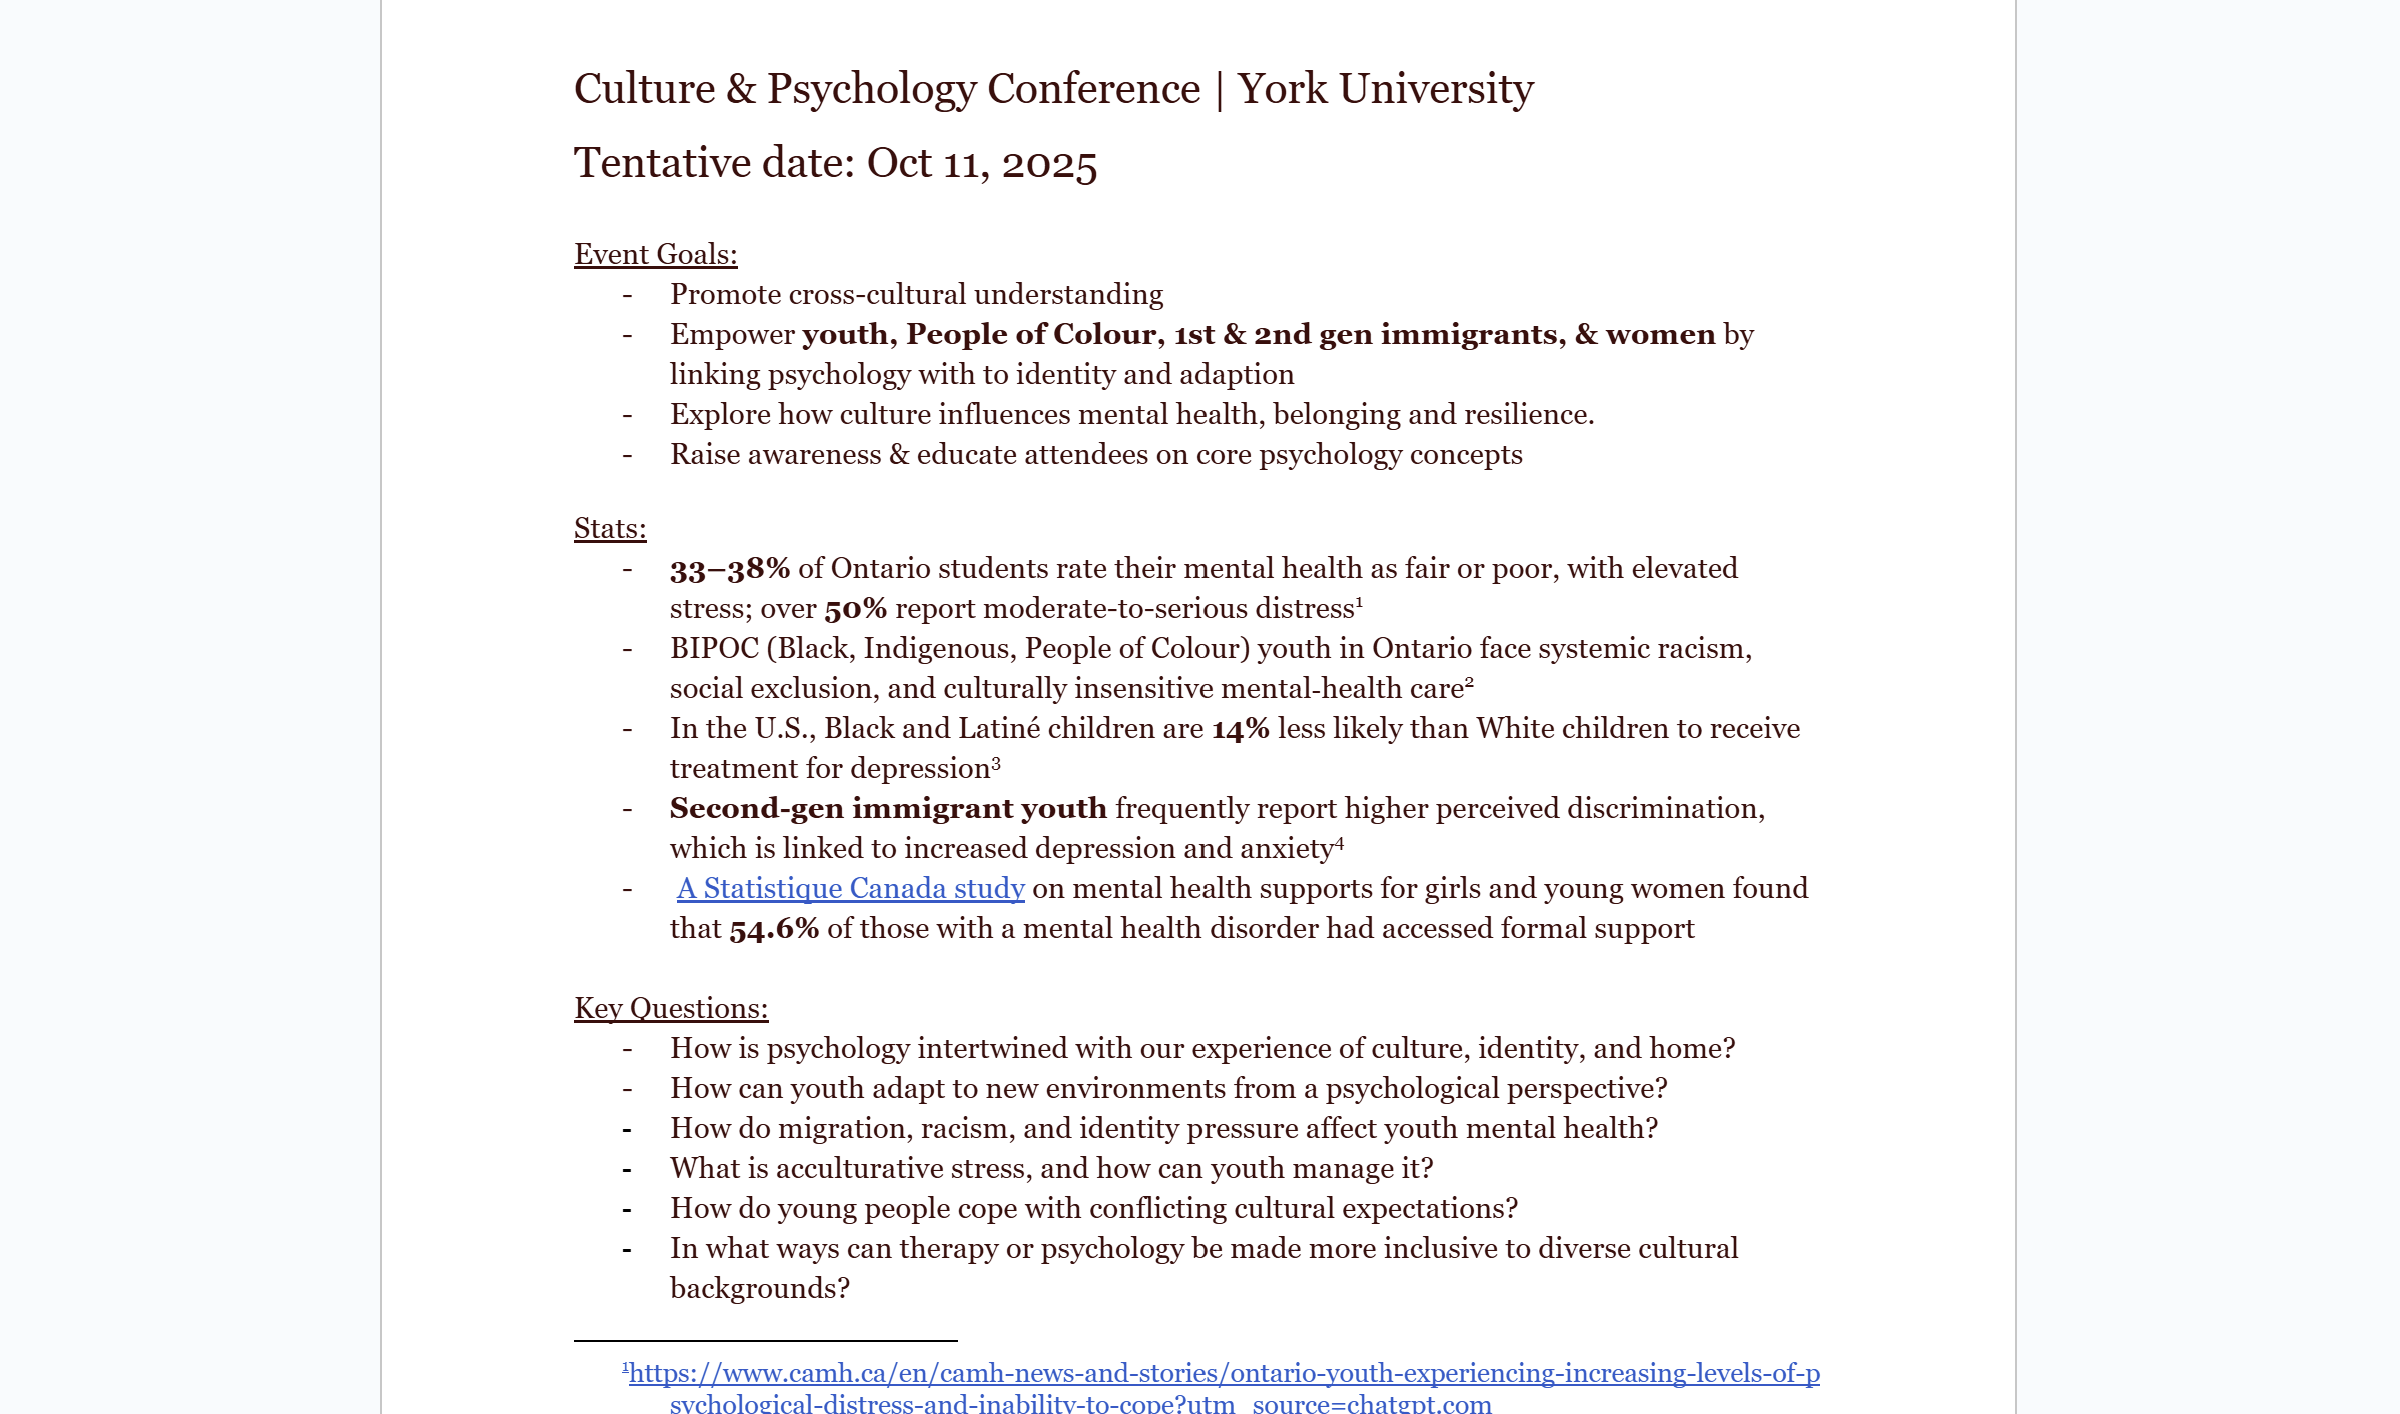 Culture & Psychology Conference | York University
Tentative date: Oct 11, 2025
Event Goals:
- Promote cross-cultural understanding
- Empower youth, People of Colour, 1st & 2nd gen immigrants, & women by
linking psychology with to identity and adaption
- Explore how culture influences mental health, belonging and resilience.
- Raise awareness & educate attendees on core psychology concepts
Stats:
- 33–38% of Ontario students rate their mental health as fair or poor, with elevated
stress; over 50% report moderate-to-serious distress¹
- BIPOC (Black, Indigenous, People of Colour) youth in Ontario face systemic racism,
social exclusion, and culturally insensitive mental-health care²
- In the U.S., Black and Latiné children are 14% less likely than White children to receive
treatment for depression³
- Second-gen immigrant youth frequently report higher perceived discrimination,
which is linked to increased depression and anxiety⁴
- A Statistique Canada study on mental health supports for girls and young women found
that 54.6% of those with a mental health disorder had accessed formal support
Key Questions:
- How is psychology intertwined with our experience of culture, identity, and home?
- How can youth adapt to new environments from a psychological perspective?
- How do migration, racism, and identity pressure affect youth mental health?
- What is acculturative stress, and how can youth manage it?
- How do young people cope with conflicting cultural expectations?
- In what ways can therapy or psychology be made more inclusive to diverse cultural
backgrounds?
¹https://www.camh.ca/en/camh-news-and-stories/ontario-youth-experiencing-increasing-levels-of-p
sychological-distress-and-inability-to-cope?utm_source=chatgpt.com